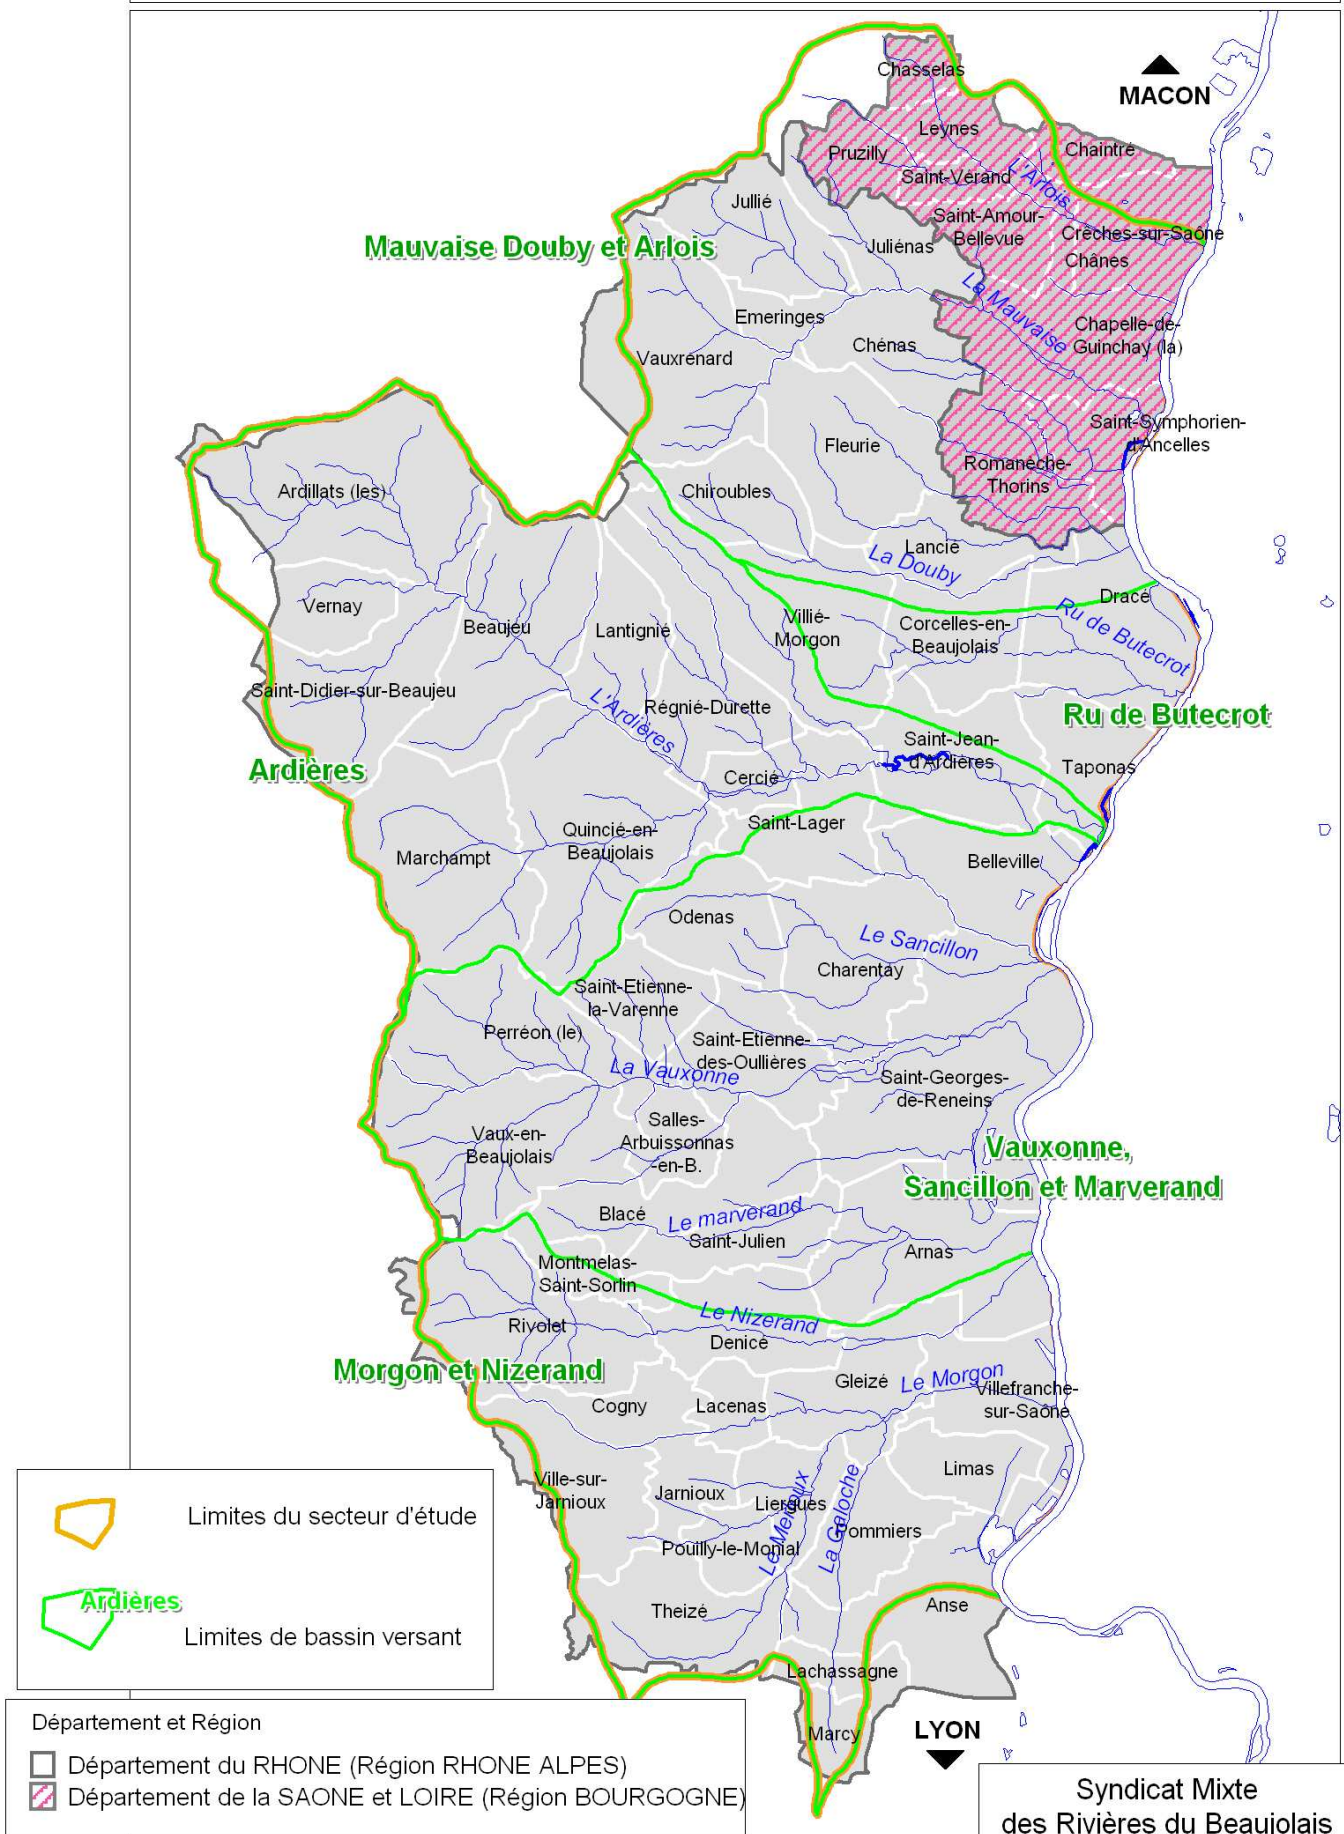 Chasselas
MACON
Leynes
Chaintré
Pruzilly
Saint-Vérand
L'Arlois
Jullié
Saint-Amour-
Bellevue
Crêches-sur-Saône
Mauvaise Douby et Arlois
Juliénas
Chânes
La Mauvaise
Emeringes
Chapelle-de-
Guinchay (la)
Chénas
Vauxrenard
Saint-Symphorien-
d'Ancelles
Fleurie
Romanèche-
Thorins
Ardillats (les)
Chiroubles
Lancié
La Douby
Dracé
Vernay
Ru de Butecrot
Beaujeu
Lantignié
Villié-
Morgon
Corcelles-en-
Beaujolais
Saint-Didier-sur-Beaujeu
L'Ardières
Régnié-Durette
Ru de Butecrot
Saint-Jean-
d'Ardières
Ardières
Cercié
Taponas
Saint-Lager
Quincié-en-
Beaujolais
Marchampt
Belleville
Odenas
Le Sancillon
Charentay
Saint-Etienne-
la-Varenne
Perréon (le)
Saint-Etienne-
des-Oullières
La Vauxonne
Saint-Georges-
de-Reneins
Salles-
Arbuissonnas
-en-B.
Vaux-en-
Beaujolais
Vauxonne,
Sancillon et Marverand
Blacé
Le marverand
Saint-Julien
Arnas
Montmelas-
Saint-Sorlin
Le Nizerand
Rivolet
Denicé
Morgon et Nizerand
Gleizé
Le Morgon
Villefranche-
sur-Saône
Cogny
Lacenas
Limas
Ville-sur-
Jarnioux
Jarnioux
Liergues
Le Merloux
La Galoche
Pommiers
Pouilly-le-Monial
Theizé
Anse
Lachassagne
Marcy
LYON
Limites du secteur d'étude
Ardières
Limites de bassin versant
Département et Région
Département du RHONE (Région RHONE ALPES)
Département de la SAONE et LOIRE (Région BOURGOGNE)
Syndicat Mixte
des Rivières du Beaujolais